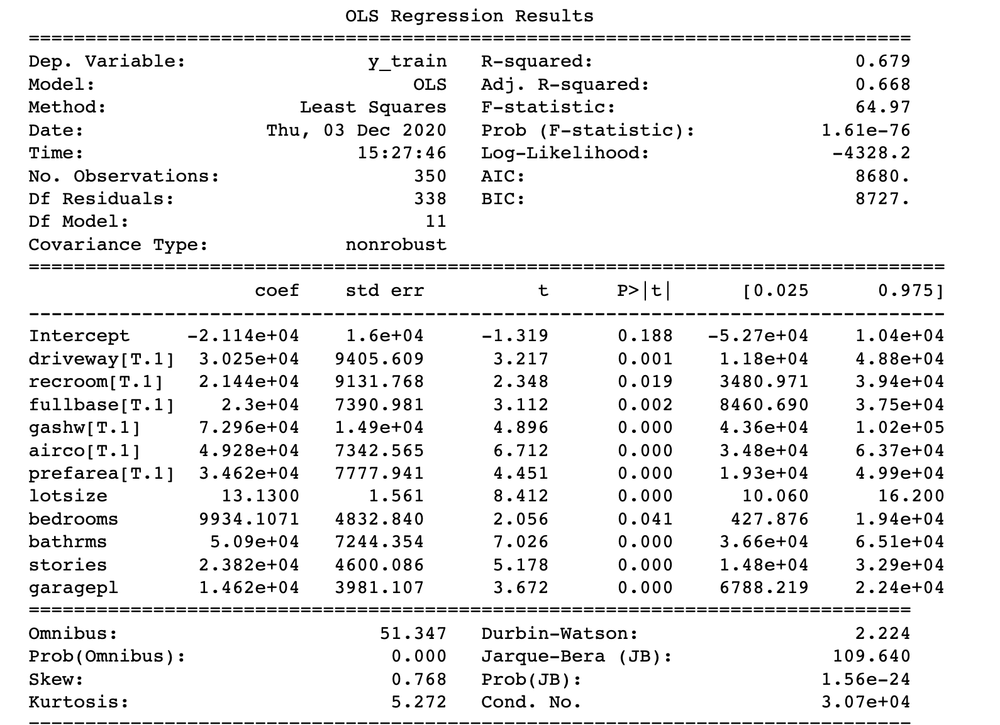 OLS Regression Results
==============================================================================
Dep. Variable:                y_train   R-squared:                       0.679
Model:                            OLS   Adj. R-squared:                  0.668
Method:                 Least Squares   F-statistic:                     64.97
Date:                Thu, 03 Dec 2020   Prob (F-statistic):           1.61e-76
Time:                        15:27:46   Log-Likelihood:                -4328.2
No. Observations:                 350   AIC:                             8680.
Df Residuals:                     338   BIC:                             8727.
Df Model:                          11
Covariance Type:            nonrobust
=================================================================================
                    coef    std err          t      P>|t|      [0.025      0.975]
---------------------------------------------------------------------------------
Intercept     -2.114e+04    1.6e+04     -1.319      0.188   -5.27e+04    1.04e+04
driveway[T.1]  3.025e+04   9405.609      3.217      0.001    1.18e+04    4.88e+04
recroom[T.1]   2.144e+04   9131.768      2.348      0.019    3480.971    3.94e+04
fullbase[T.1]    2.3e+04   7390.981      3.112      0.002    8460.690    3.75e+04
gashw[T.1]     7.296e+04   1.49e+04      4.896      0.000    4.36e+04    1.02e+05
airco[T.1]     4.928e+04   7342.565      6.712      0.000    3.48e+04    6.37e+04
prefarea[T.1]  3.462e+04   7777.941      4.451      0.000    1.93e+04    4.99e+04
lotsize          13.1300      1.561      8.412      0.000      10.060      16.200
bedrooms       9934.1071   4832.840      2.056      0.041     427.876    1.94e+04
bathrms         5.09e+04   7244.354      7.026      0.000    3.66e+04    6.51e+04
stories        2.382e+04   4600.086      5.178      0.000    1.48e+04    3.29e+04
garagepl       1.462e+04   3981.107      3.672      0.000    6788.219    2.24e+04
==============================================================================
Omnibus:                       51.347   Durbin-Watson:                   2.224
Prob(Omnibus):                  0.000   Jarque-Bera (JB):              109.640
Skew:                           0.768   Prob(JB):                     1.56e-24
Kurtosis:                       5.272   Cond. No.                     3.07e+04
------------------------------------------------------------------------------